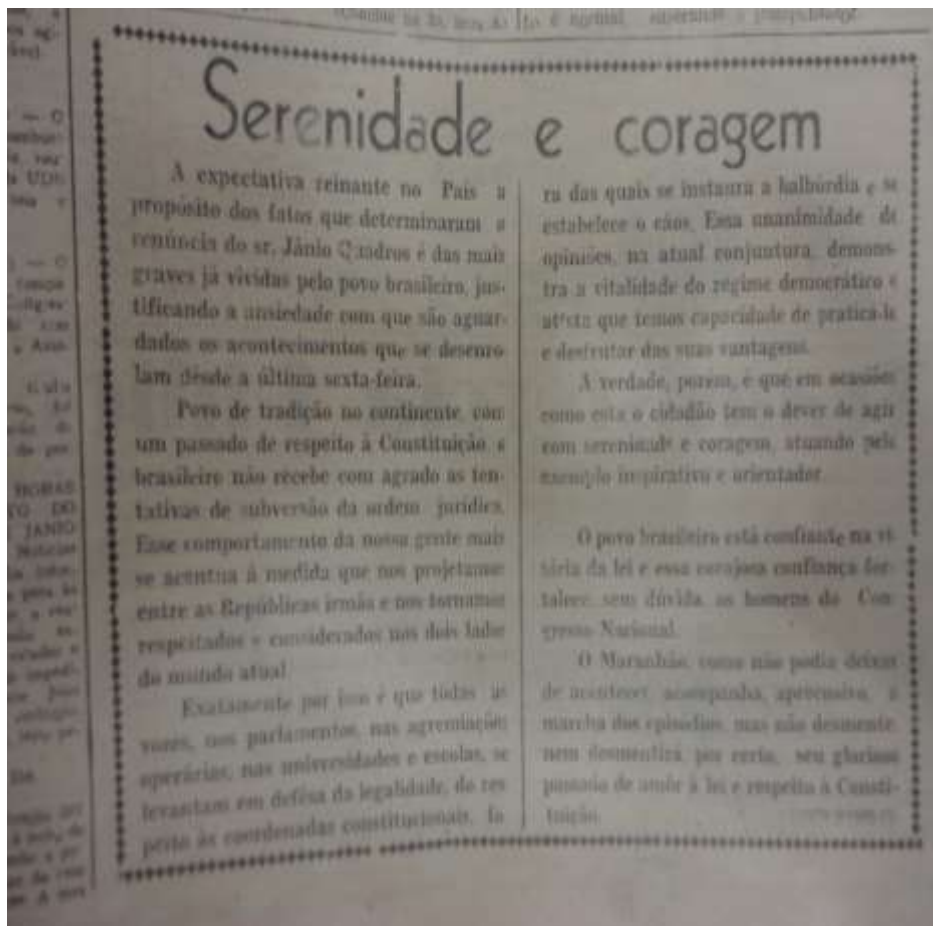 Serenidade e coragem
A expectativa reinante no País a
propósito dos fatos que determinaram a
renúncia do sr. Jânio Quadros é das mais
graves já vividas pelo povo brasileiro, jus-
tificando a ansiedade com que são aguar-
dados os acontecimentos que se desenro
lam desde a última sexta-feira.
Povo de tradição no continente, com
um passado de respeito à Constituição, o
brasileiro não recebe com agrado as ten-
tativas de subversão da ordem jurídica.
Esse comportamento da nossa gente mais
se acentua à medida que nos projetamos
entre as Repúblicas irmãs e nos tornamos
respeitados e considerados nos dois lados
do mundo atual.
Exatamente por isso é que todas as
vozes, nos parlamentos, nas agremiações
operárias, nas universidades e escolas, se
levantam em defêsa da legalidade, do res
peito às coordenadas constitucionais, fo
ra das quais se instaura a balbúrdia e se
estabelece o cáos. Essa unanimidade de
opiniões, na atual conjuntura, demons-
tra a vitalidade do regime democrático e
atesta que temos capacidade de praticá-lo
e desfrutar das suas vantagens.
A verdade, porém, é que em ocasiões
como esta o cidadão tem o dever de agir
com serenidade e coragem, atuando pelo
exemplo inspirativo e orientador.
O povo brasileiro está confiante na vi
tória da lei e essa corajosa confiança for-
talece, sem dúvida, os homens do Con-
gresso Nacional.
O Maranhão, como não podia deixar
de acontecer, acompanha, apreensivo, a
marcha dos episódios, mas não desmente,
nem desmentirá, por certo, seu glorioso
passado de amôr à lei e respeito à Consti-
tuição.